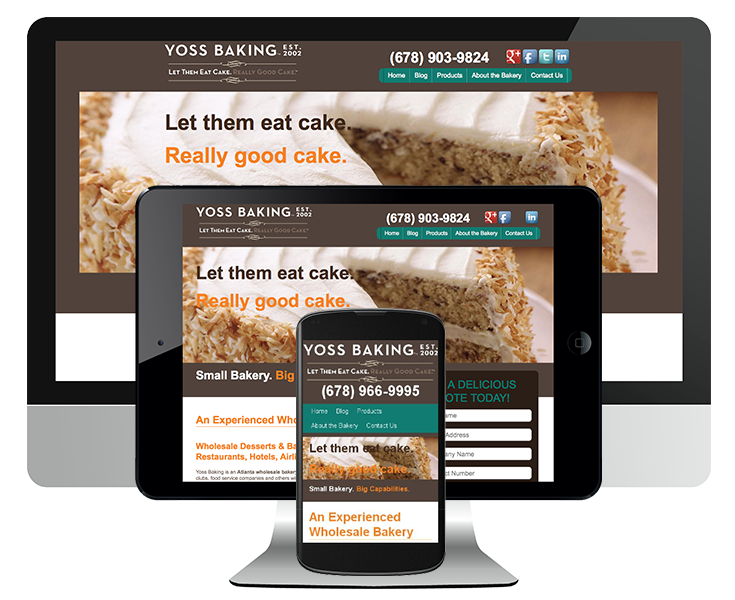 YOSS BAKING EST. 2002
LET THEM EAT CAKE. REALLY GOOD CAKE.
(678) 903-9824
Home Blog Products About the Bakery Contact Us
Let them eat cake.
Really good cake.
YOSS BAKING EST. 2002
LET THEM EAT CAKE. REALLY GOOD CAKE.
(678) 903-9824
Home Blog Products About the Bakery Contact Us
Let them eat cake.
Really good cake.
Small Bakery. Big
An Experienced Who
Wholesale Desserts & Ba
Restaurants, Hotels, Airli
Yoss Baking is an Atlanta wholesale baker
clubs, food service companies and others wi
A DELICIOUS
OTE TODAY!
ame
Address
any Name
ct Number
YOSS BAKING EST. 2002
LET THEM EAT CAKE. REALLY GOOD CAKE.
(678) 966-9995
Home Blog Products
About the Bakery Contact Us
Let them eat cake.
Really good cake.
Small Bakery. Big Capabilities.
An Experienced
Wholesale Bakery